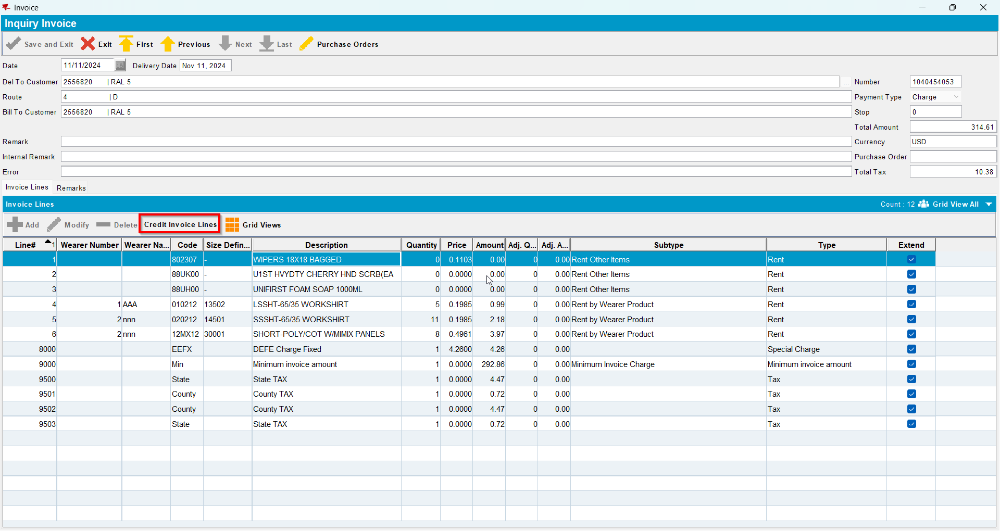 Invoice
Inquiry Invoice
Save and Exit Exit First Previous Next Last Purchase Orders
Date 11/11/2024 Delivery Date Nov 11, 2024
Del To Customer 2556820 | RAL 5 ... Number 1040454053
Route 4 | D Payment Type Charge
Bill To Customer 2556820 | RAL 5 Stop 0
Total Amount 314.61
Remark Currency USD
Internal Remark Purchase Order
Error Total Tax 10.38
Invoice Lines Remarks
Invoice Lines Count : 12 Grid View All
Add Modify Delete Credit Invoice Lines Grid Views
Line# 1 Wearer Number Wearer Na... Code Size Defin... Description Quantity Price Amount Adj. Q... Adj. A... Subtype Type Extend
1 802307 - WIPERS 18X18 BAGGED 0 0.1103 0.00 0 0.00 Rent Other Items Rent
2 88UK00 - U1ST HVYDTY CHERRY HND SCRB(EA 0 0.0000 0.00 0 0.00 Rent Other Items Rent
3 88UH00 - UNIFIRST FOAM SOAP 1000ML 0 0.0000 0.00 0 0.00 Rent Other Items Rent
4 1 AAA 010212 13502 LSSHT-65/35 WORKSHIRT 5 0.1985 0.99 0 0.00 Rent by Wearer Product Rent
5 2 nnn 020212 14501 SSSHT-65/35 WORKSHIRT 11 0.1985 2.18 0 0.00 Rent by Wearer Product Rent
6 2 nnn 12MX12 30001 SHORT-POLY/COT W/MIMIX PANELS 8 0.4961 3.97 0 0.00 Rent by Wearer Product Rent
8000 EEFX DEFE Charge Fixed 1 4.2600 4.26 0 0.00 Special Charge
9000 Min Minimum invoice amount 1 0.0000 292.86 0 0.00 Minimum Invoice Charge Minimum invoice amount
9500 State State TAX 1 0.0000 4.47 0 0.00 Tax
9501 County County TAX 1 0.0000 0.72 0 0.00 Tax
9502 County County TAX 1 0.0000 4.47 0 0.00 Tax
9503 State State TAX 1 0.0000 0.72 0 0.00 Tax